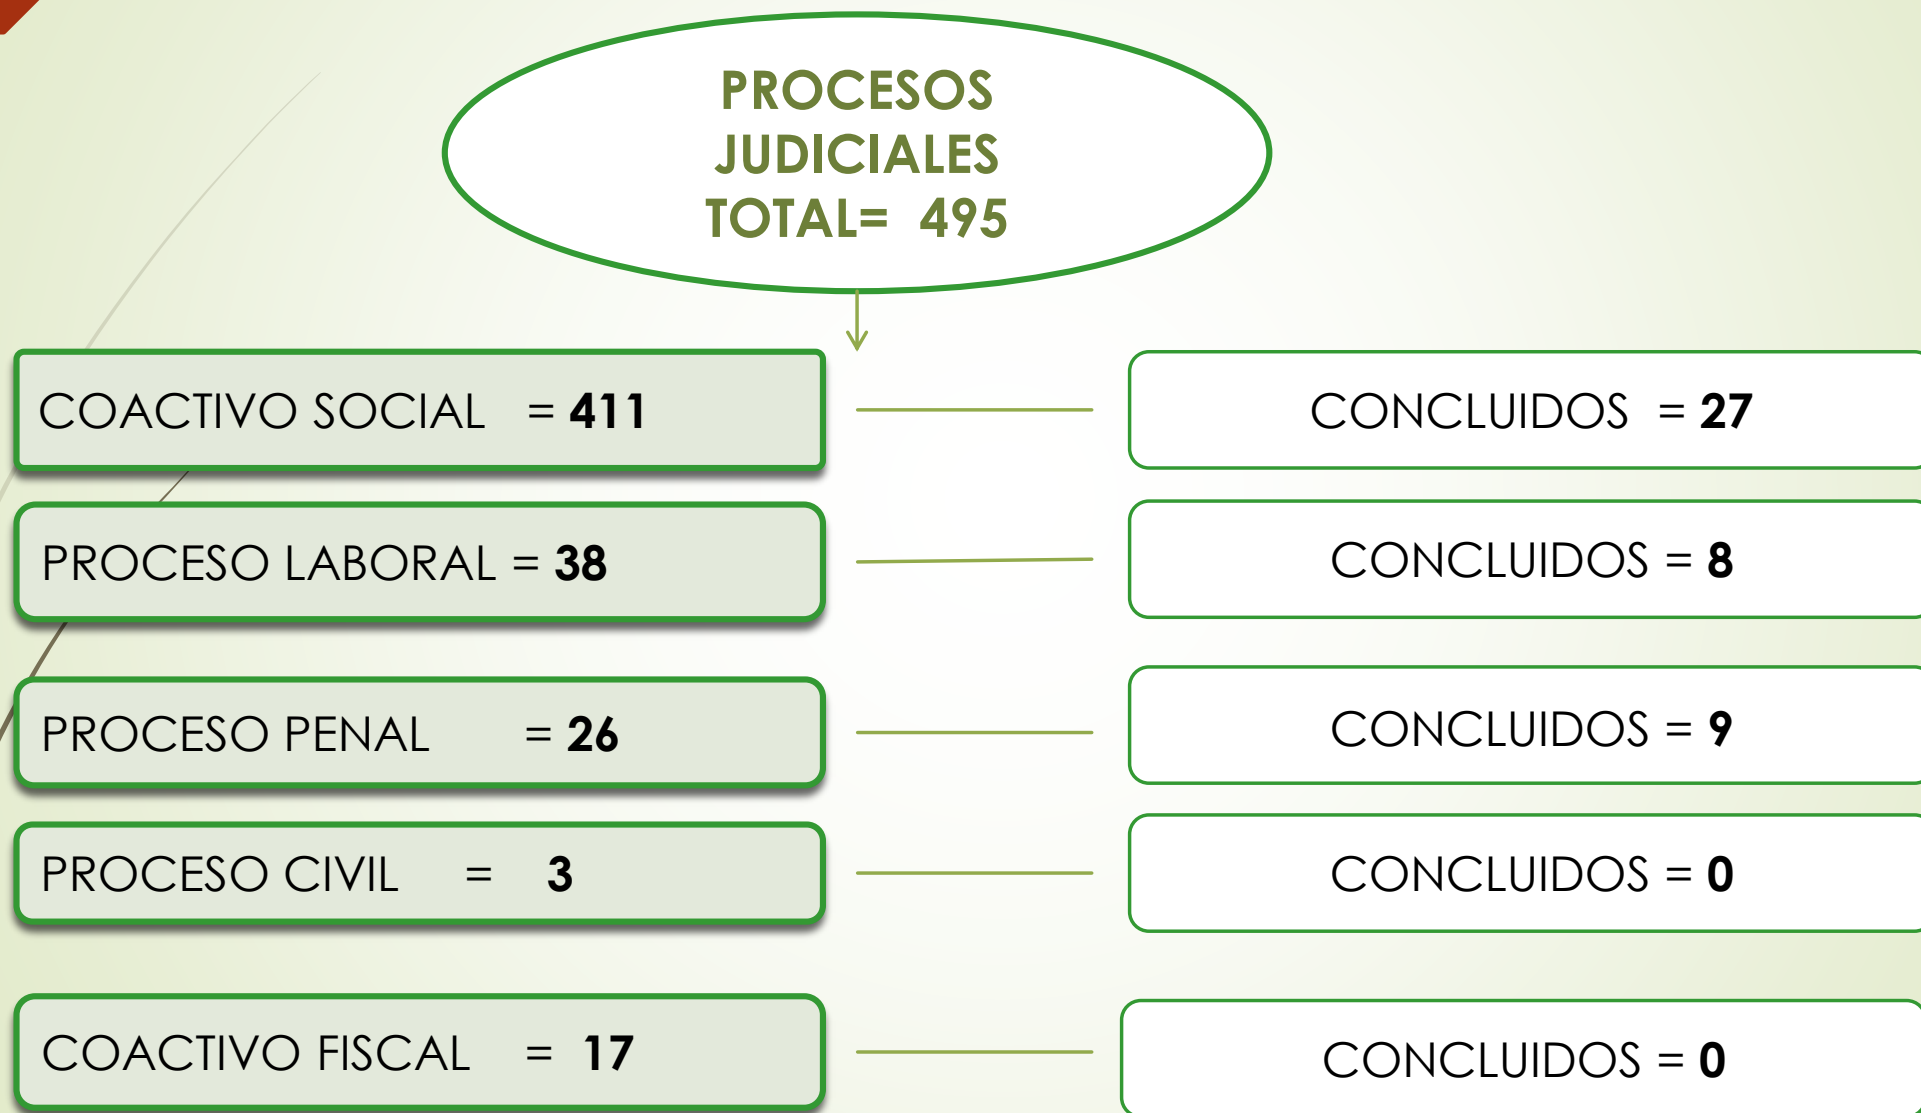 PROCESOS
JUDICIALES
TOTAL= 495
COACTIVO SOCIAL = 411
CONCLUIDOS = 27
PROCESO LABORAL = 38
CONCLUIDOS = 8
PROCESO PENAL = 26
CONCLUIDOS = 9
PROCESO CIVIL = 3
CONCLUIDOS = 0
COACTIVO FISCAL = 17
CONCLUIDOS = 0